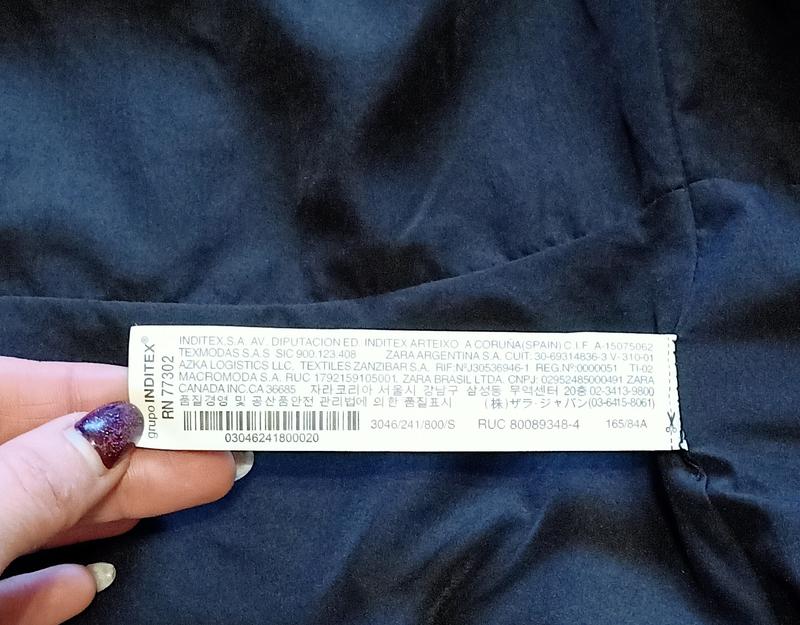 grupo INDITEX®
RN 77302
INDITEX,S.A. AV. DIPUTACION ED. INDITEX ARTEIXO A CORUÑA(SPAIN) C.I.F. A-15075062
TEXMODAS S.A.S SIC 900.123.408 ZARA ARGENTINA S.A. CUIT. 30-69314836-3 V-310-01
AZKA LOGISTICS LLC, TEXTILES ZANZIBAR S.A. RIF.NºJ30536946-1 REG.Nº:0000051 TI-02
MACROMODA S.A. RUC 1792159105001. ZARA BRASIL LTDA. CNPJ: 02952485000491 ZARA
CANADA INC.CA 36685 자라코리아 서울시 강남구 삼성동 무역센터 20층 02-3413-9800
품질경영 및 공산품안전 관리법에 의한 품질표시 (株)ザラ・ジャパン(03-6415-8061)
3046/241/800/S RUC 80089348-4 165/84A
03046241800020